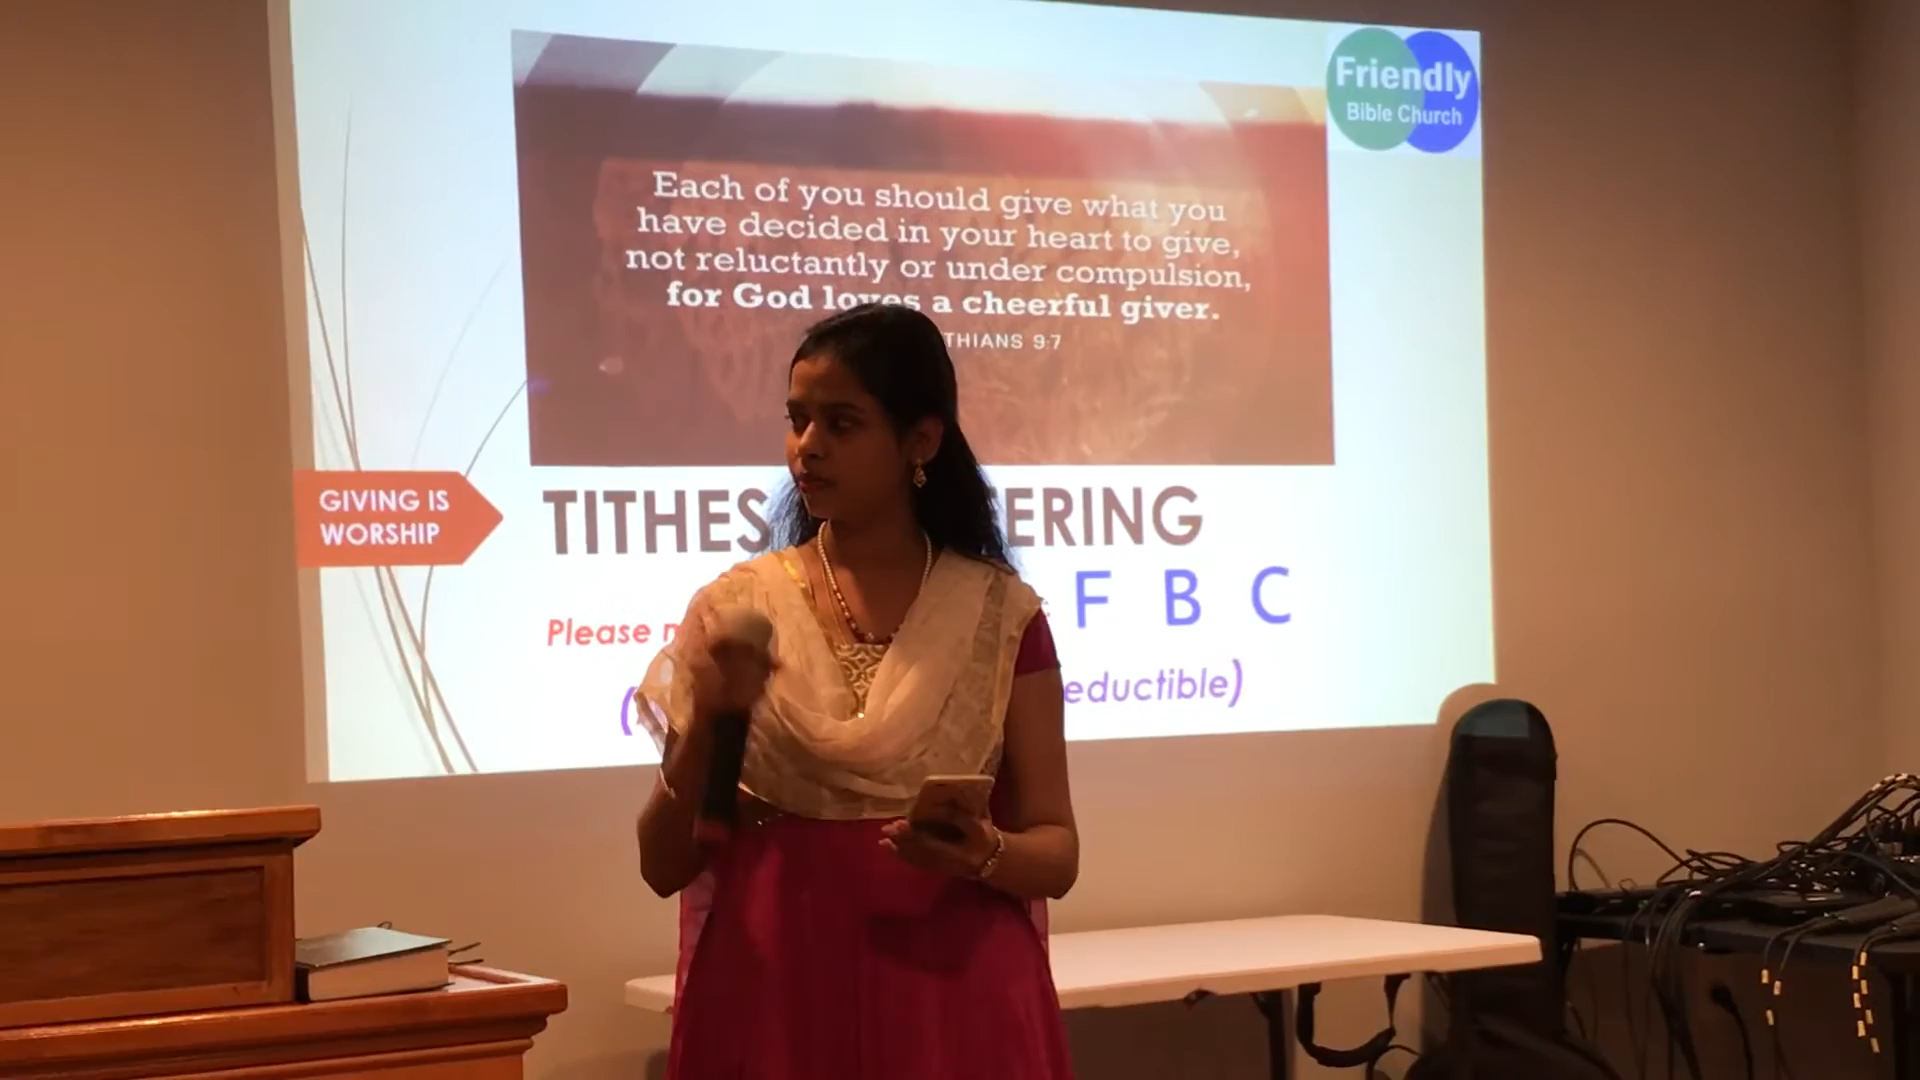 Friendly
Bible Church
Each of you should give what you
have decided in your heart to give,
not reluctantly or under compulsion,
for God loves a cheerful giver.
THIANS 9:7
GIVING IS
WORSHIP
TITHES ERING
F B C
Please
( eductible)